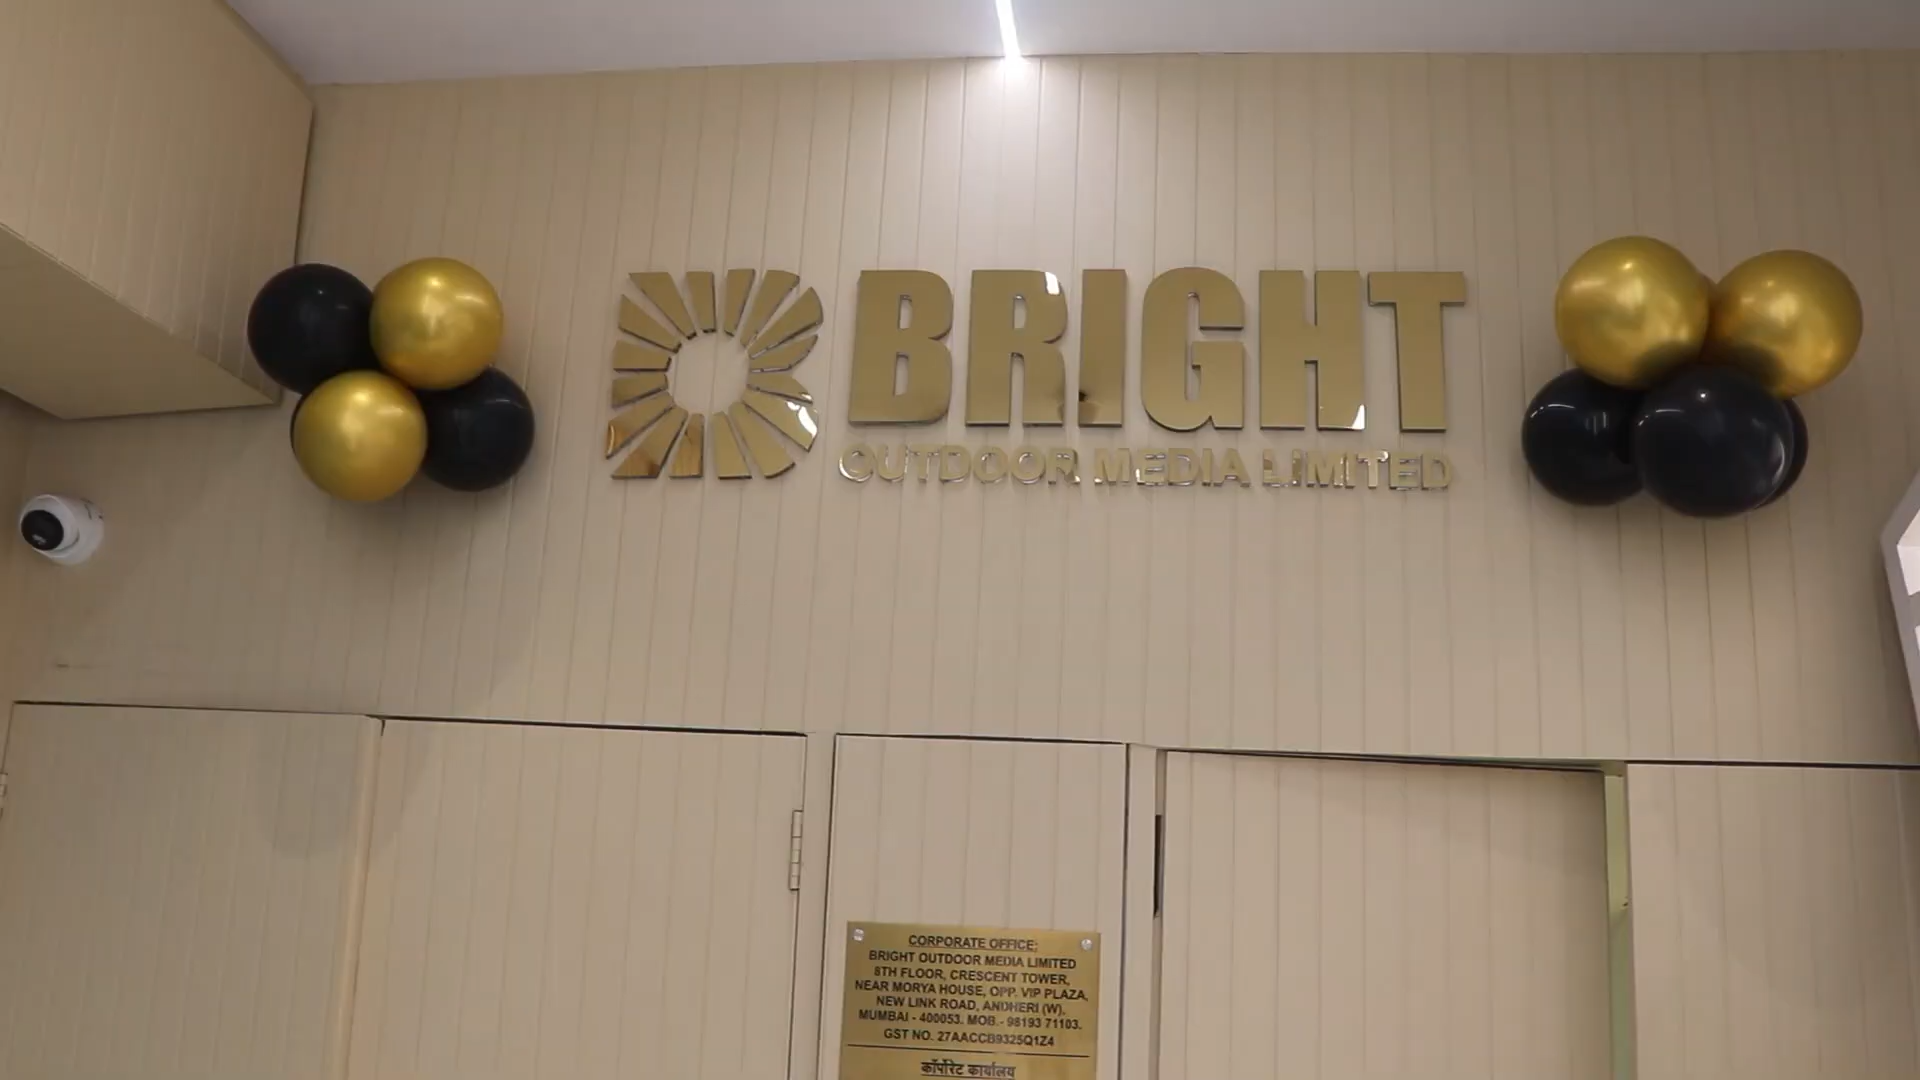 BRIGHT
OUTDOOR MEDIA LIMITED
CORPORATE OFFICE:
BRIGHT OUTDOOR MEDIA LIMITED
8TH FLOOR, CRESCENT TOWER,
NEAR MORYA HOUSE, OPP. VIP PLAZA,
NEW LINK ROAD, ANDHERI (W),
MUMBAI - 400053. MOB.- 98193 71103.
GST NO. 27AACCB9325Q1Z4
कॉर्पोरेट कार्यालय